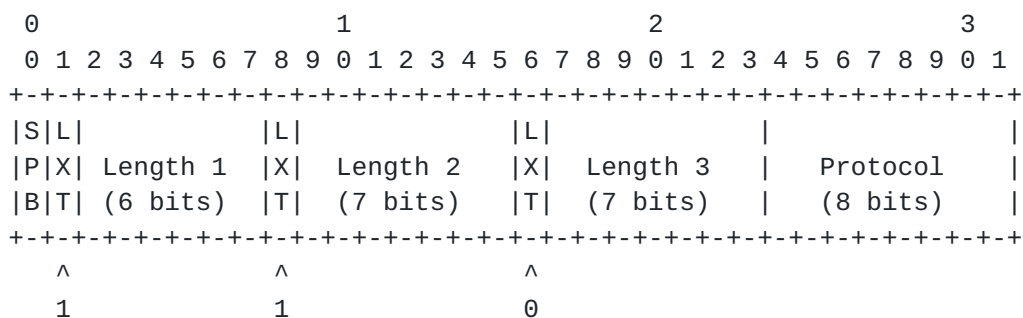 0                   1                   2                   3
 0 1 2 3 4 5 6 7 8 9 0 1 2 3 4 5 6 7 8 9 0 1 2 3 4 5 6 7 8 9 0 1
+-+-+-+-+-+-+-+-+-+-+-+-+-+-+-+-+-+-+-+-+-+-+-+-+-+-+-+-+-+-+-+-+
|S|L|           |L|             |L|             |               |
|P|X| Length 1  |X|  Length 2   |X|  Length 3   |   Protocol    |
|B|T| (6 bits)  |T|  (7 bits)   |T|  (7 bits)   |   (8 bits)    |
+-+-+-+-+-+-+-+-+-+-+-+-+-+-+-+-+-+-+-+-+-+-+-+-+-+-+-+-+-+-+-+-+
   ^             ^               ^
   1             1               0